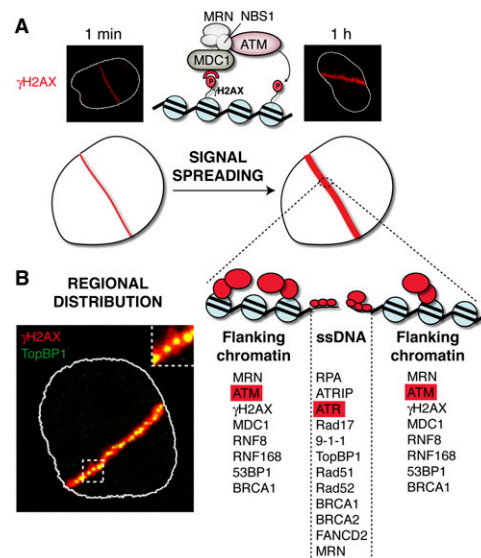 A
1 min
MRN
NBS1
ATM
MDC1
P
γH2AX
P
1 h
γH2AX
SIGNAL
SPREADING
B
REGIONAL
DISTRIBUTION
γH2AX
TopBP1
Flanking
chromatin
MRN
ATM
γH2AX
MDC1
RNF8
RNF168
53BP1
BRCA1
ssDNA
RPA
ATRIP
ATR
Rad17
9-1-1
TopBP1
Rad51
Rad52
BRCA1
BRCA2
FANCD2
MRN
Flanking
chromatin
MRN
ATM
γH2AX
MDC1
RNF8
RNF168
53BP1
BRCA1